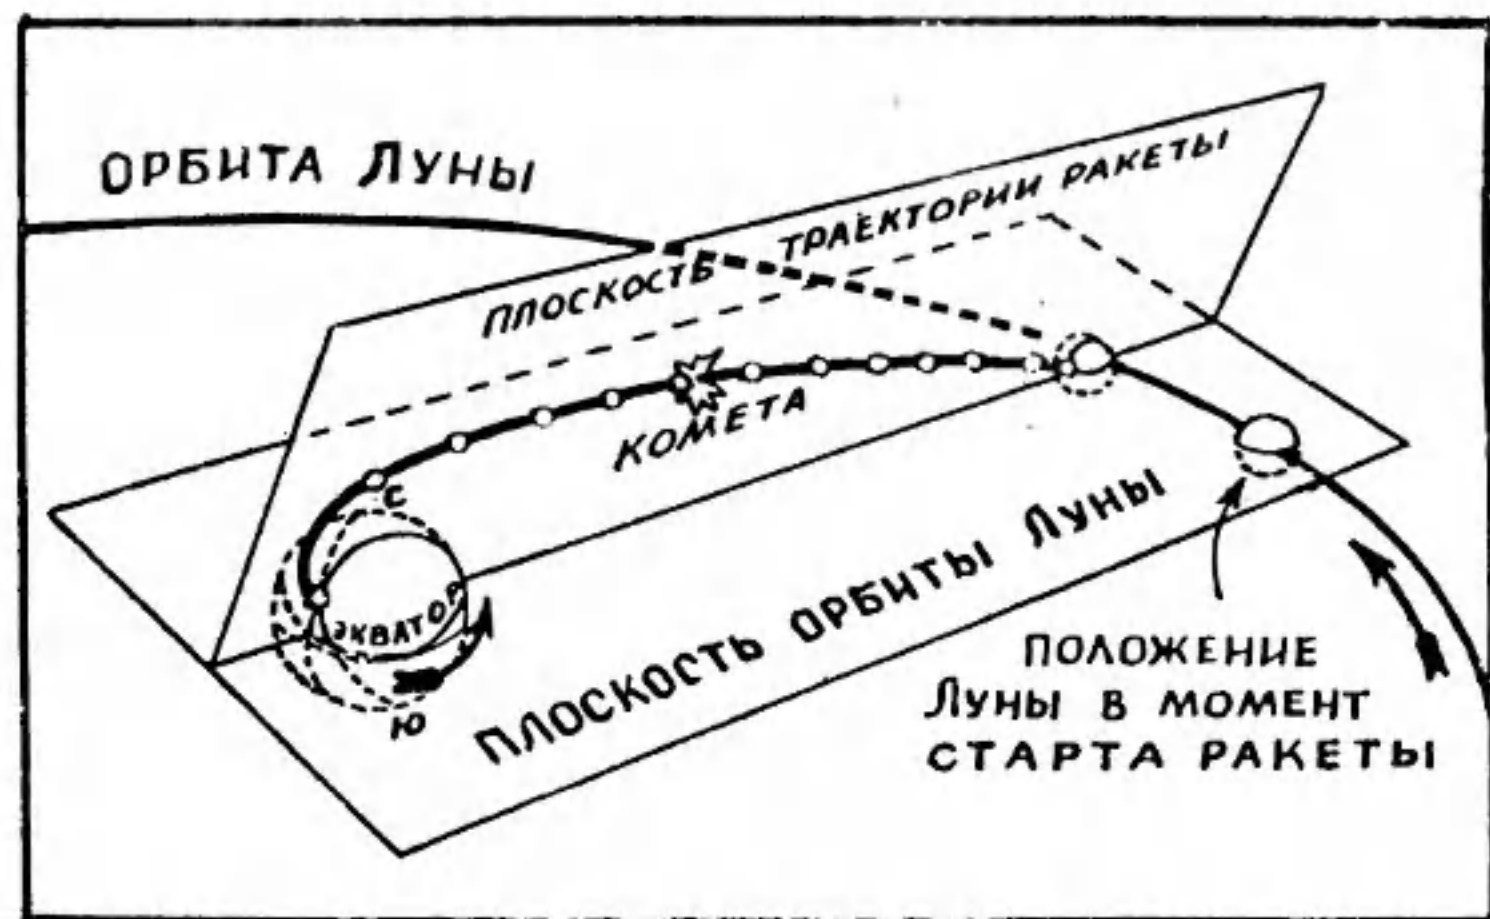 ОРБИТА ЛУНЫ
ПЛОСКОСТЬ ТРАЕКТОРИИ РАКЕТЫ
КОМЕТА
С
ЭКВАТОР
Ю
ПЛОСКОСТЬ ОРБИТЫ ЛУНЫ
ПОЛОЖЕНИЕ
ЛУНЫ В МОМЕНТ
СТАРТА РАКЕТЫ